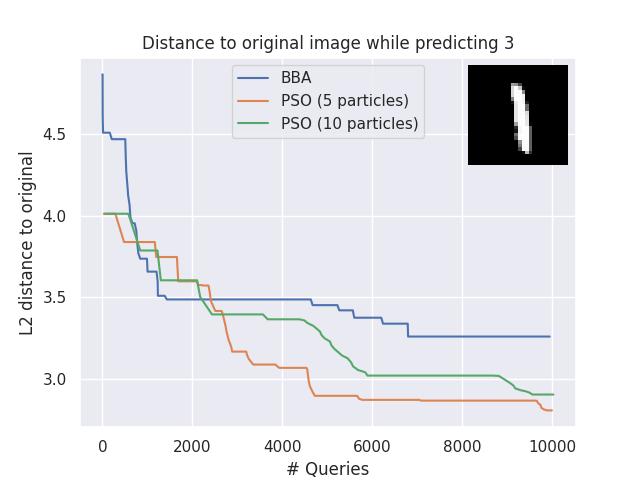 Distance to original image while predicting 3
BBA
PSO (5 particles)
PSO (10 particles)
4.5
4.0
3.5
3.0
L2 distance to original
0
2000
4000
6000
8000
10000
# Queries